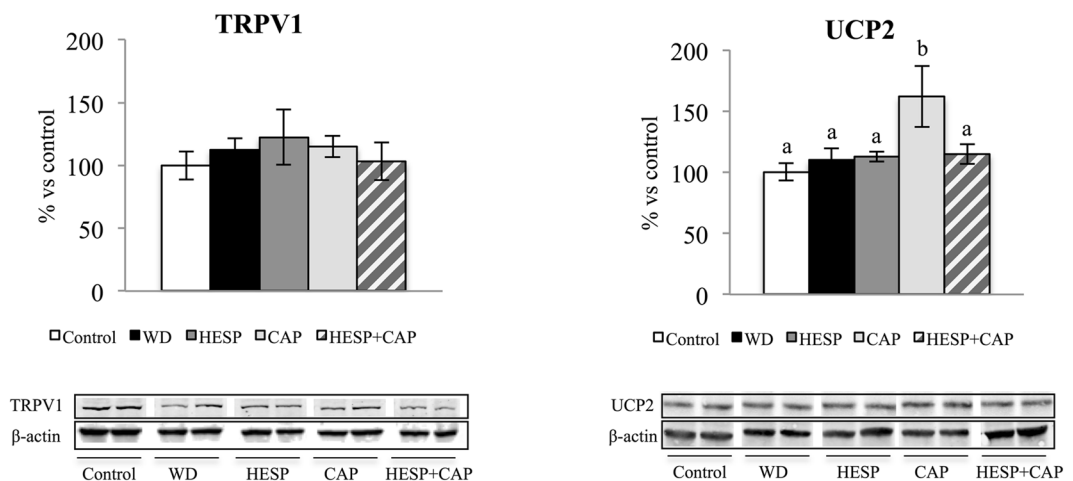 TRPV1
% vs control
200
150
100
50
0
Control WD HESP CAP HESP+CAP
TRPV1
β-actin
Control WD HESP CAP HESP+CAP
UCP2
% vs control
200
150
100
50
0
a a a b a
Control WD HESP CAP HESP+CAP
UCP2
β-actin
Control WD HESP CAP HESP+CAP